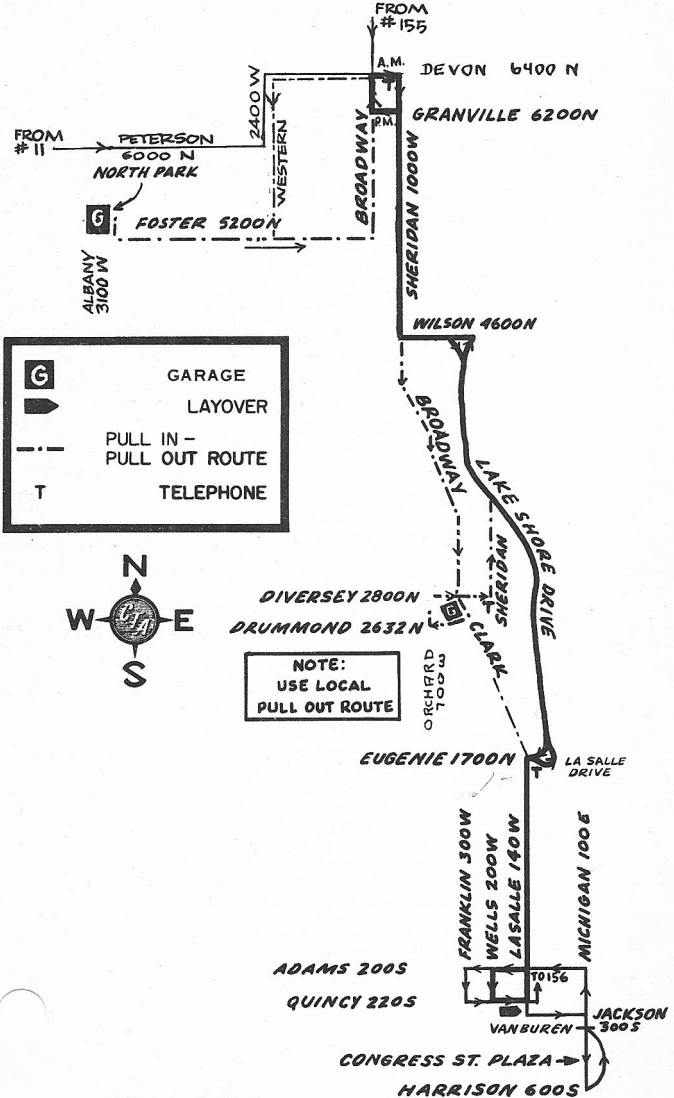 FROM
#155
A.M.
DEVON 6400 N
P.M.
GRANVILLE 6200N
2400 W
FROM
#11
PETERSON
6000 N
WESTERN
BROADWAY
SHERIDAN 1000W
NORTH PARK
G
FOSTER 5200N
ALBANY
3100 W
WILSON 4600N
G GARAGE
LAYOVER
PULL IN -
PULL OUT ROUTE
T TELEPHONE
BROADWAY
LAKE SHORE DRIVE
SHERIDAN
N
W CTA E
S
DIVERSEY 2800N
G
DRUMMOND 2632N
CLARK
NOTE:
USE LOCAL
PULL OUT ROUTE
ORCHARD
700 W
EUGENIE 1700N
T
LA SALLE
DRIVE
FRANKLIN 300W
WELLS 200W
LASALLE 140W
MICHIGAN 100E
ADAMS 200S
TO 156
QUINCY 220S
JACKSON
300S
VAN BUREN
CONGRESS ST. PLAZA
HARRISON 600S